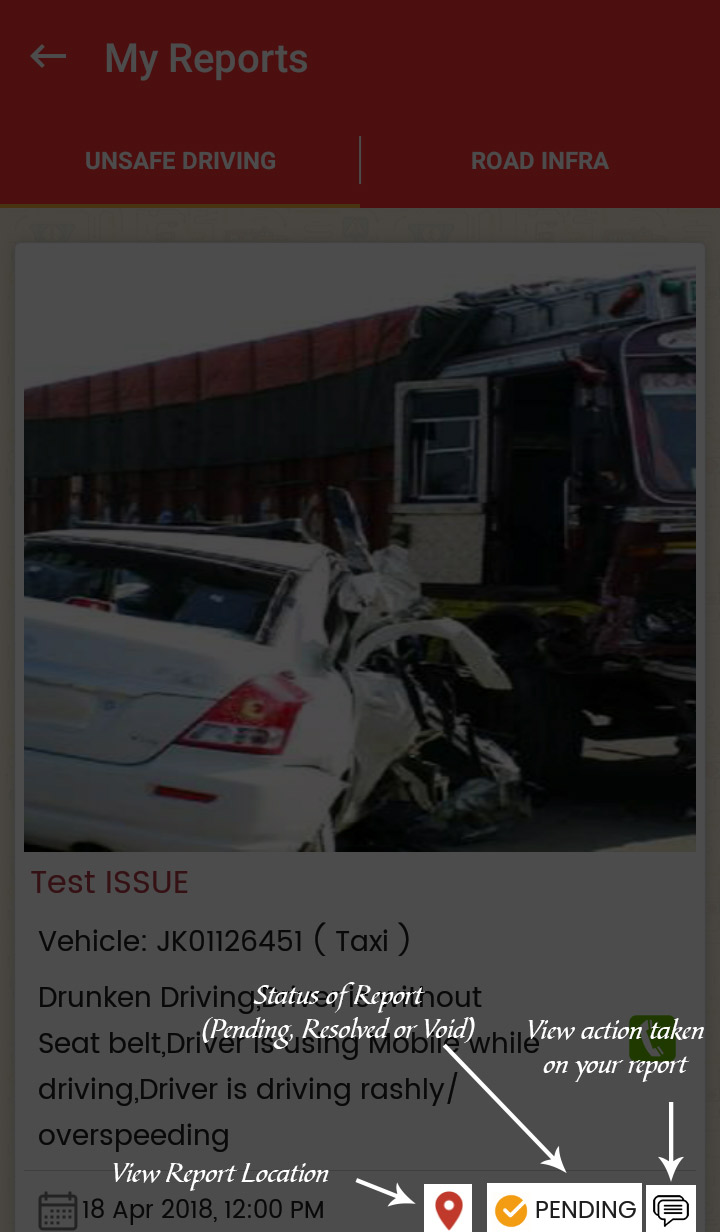 My Reports
UNSAFE DRIVING
ROAD INFRA
Test ISSUE
Vehicle: JK01126451 ( Taxi )
Drunken Driving,Driver is without
Seat belt,Driver is using Mobile while
driving,Driver is driving rashly/
overspeeding
Status of Report
(Pending, Resolved or Void)
View action taken
on your report
View Report Location
18 Apr 2018, 12:00 PM
PENDING